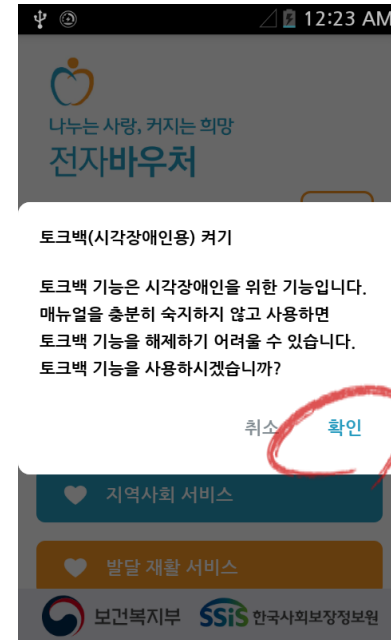 12:23 AM
나누는 사랑, 커지는 희망
전자바우처
토크백(시각장애인용) 켜기
토크백 기능은 시각장애인을 위한 기능입니다.
매뉴얼을 충분히 숙지하지 않고 사용하면
토크백 기능을 해제하기 어려울 수 있습니다.
토크백 기능을 사용하시겠습니까?
취소 확인
지역사회 서비스
발달 재활 서비스
보건복지부 SSiS 한국사회보장정보원